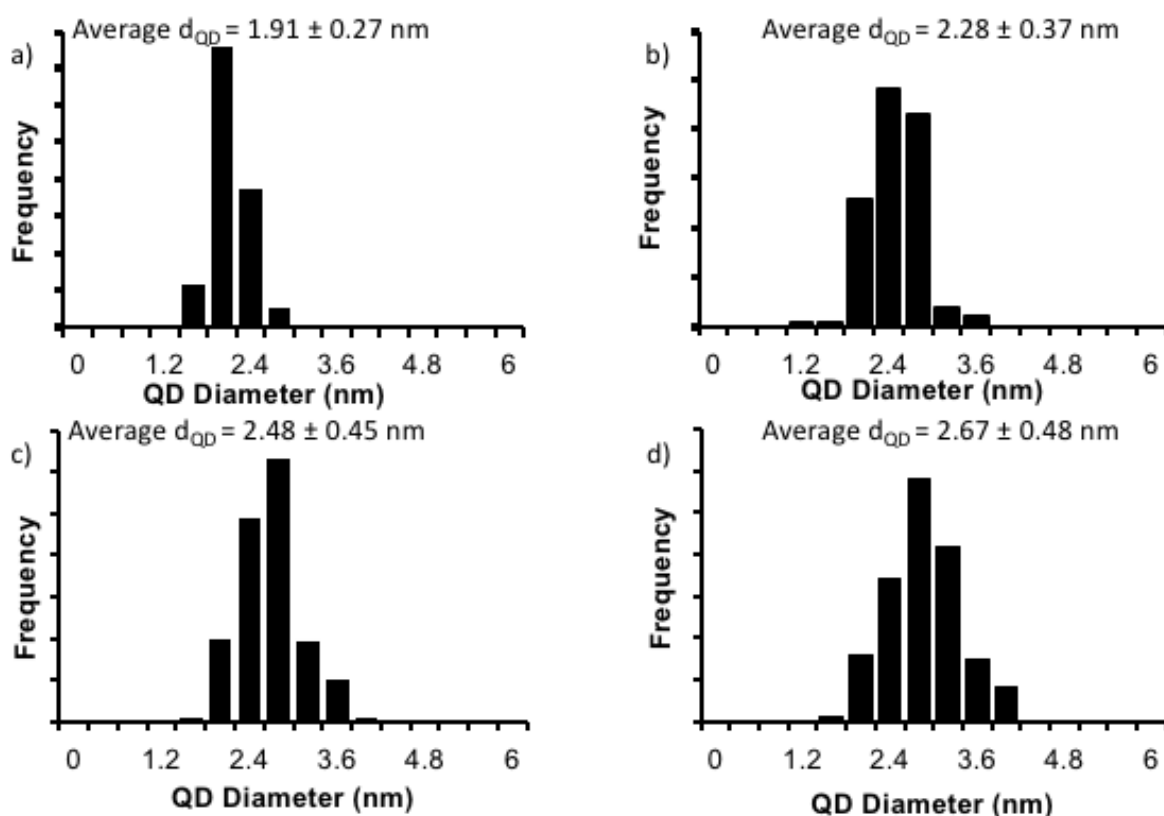 a)
Average dQD = 1.91 ± 0.27 nm
Frequency
0 1.2 2.4 3.6 4.8 6
QD Diameter (nm)
b)
Average dQD = 2.28 ± 0.37 nm
Frequency
0 1.2 2.4 3.6 4.8 6
QD Diameter (nm)
c)
Average dQD = 2.48 ± 0.45 nm
Frequency
0 1.2 2.4 3.6 4.8 6
QD Diameter (nm)
d)
Average dQD = 2.67 ± 0.48 nm
Frequency
0 1.2 2.4 3.6 4.8 6
QD Diameter (nm)